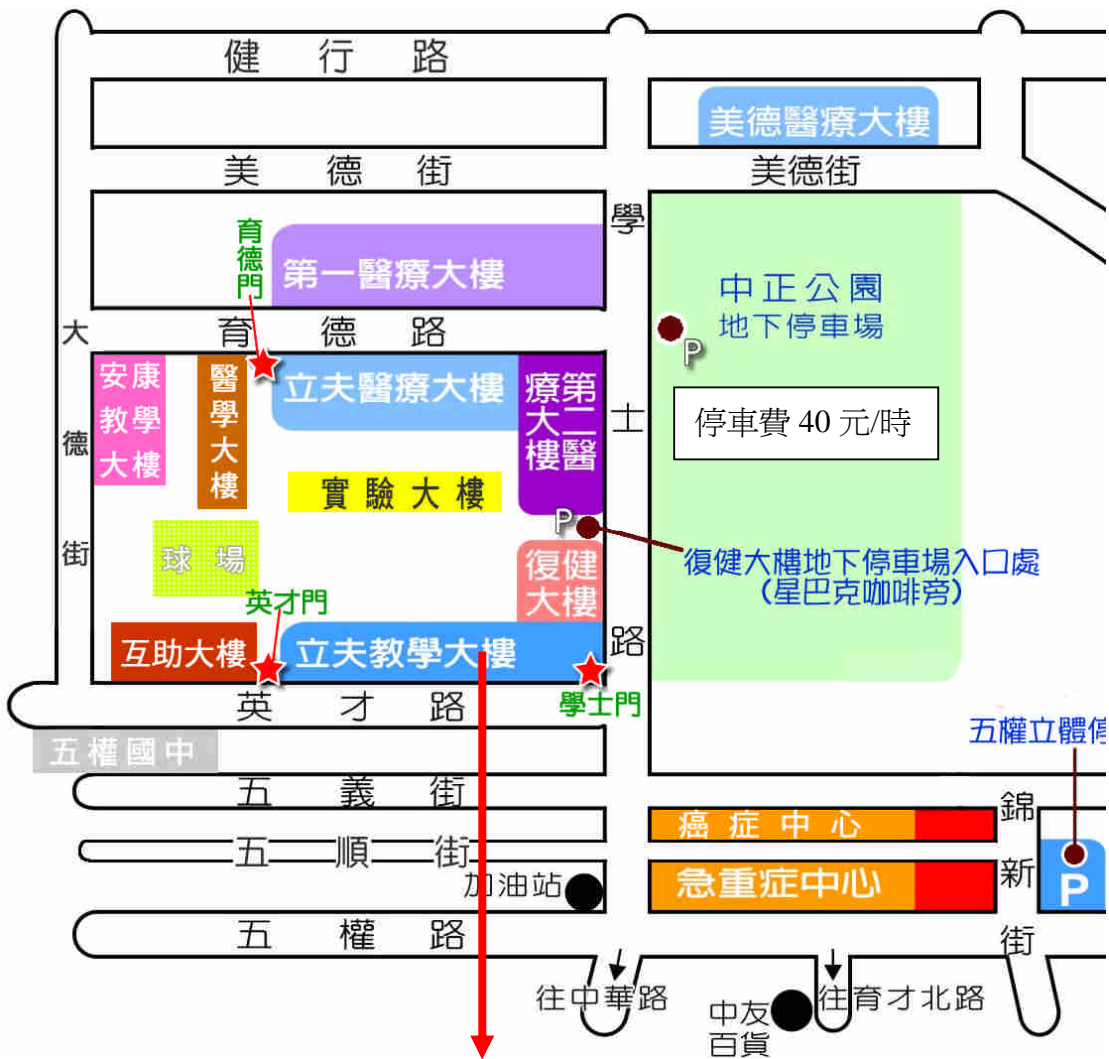 健行路
美德醫療大樓
美德街
美德街
學士路
育德門
第一醫療大樓
中正公園
地下停車場
P
大德街
育德路
安康教學大樓
醫學大樓
立夫醫療大樓
第二醫療大樓
停車費 40 元/時
實驗大樓
P
球場
復健大樓
復健大樓地下停車場入口處
(星巴克咖啡旁)
英才門
互助大樓
立夫教學大樓
學士門
英才路
五權國中
五權立體停
五義街
錦新街
癌症中心
五順街
急重症中心
P
加油站
五權路
往中華路
中友
百貨
往育才北路